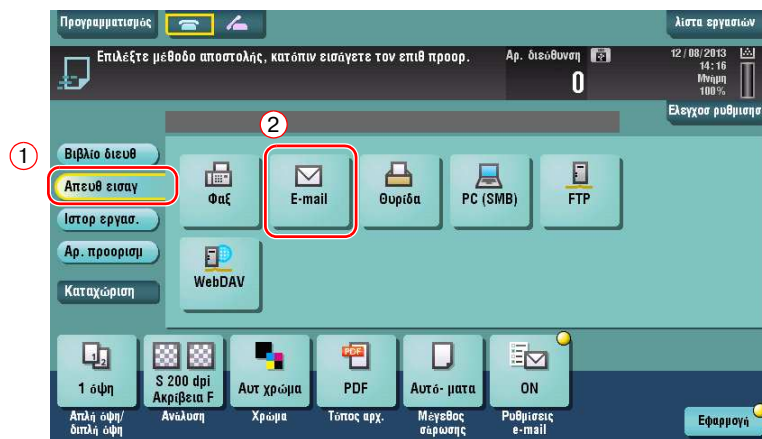 Προγραμματισμός
λίστα εργασιών
Επιλέξτε μέθοδο αποστολής, κατόπιν εισάγετε τον επιθ προορ.
Αρ. διεύθυνση
0
12/08/2013
14:16
Μνήμη
100%
Ελεγχοσ ρυθμισησ
2
1
Βιβλίο διευθ
Απευθ εισαγ
Ιστορ εργασ.
Αρ. προορισμ
Καταχώριση
Φαξ
E-mail
Θυρίδα
PC (SMB)
FTP
WebDAV
1 όψη
S 200 dpi
Ακρίβεια F
Αυτ χρώμα
PDF
PDF
Αυτό- ματα
ON
Απλή όψη/
διπλή όψη
Ανάλυση
Χρώμα
Τύπος αρχ.
Μέγεθος
σάρωσης
Ρυθμίσεις
e-mail
Εφαρμογή